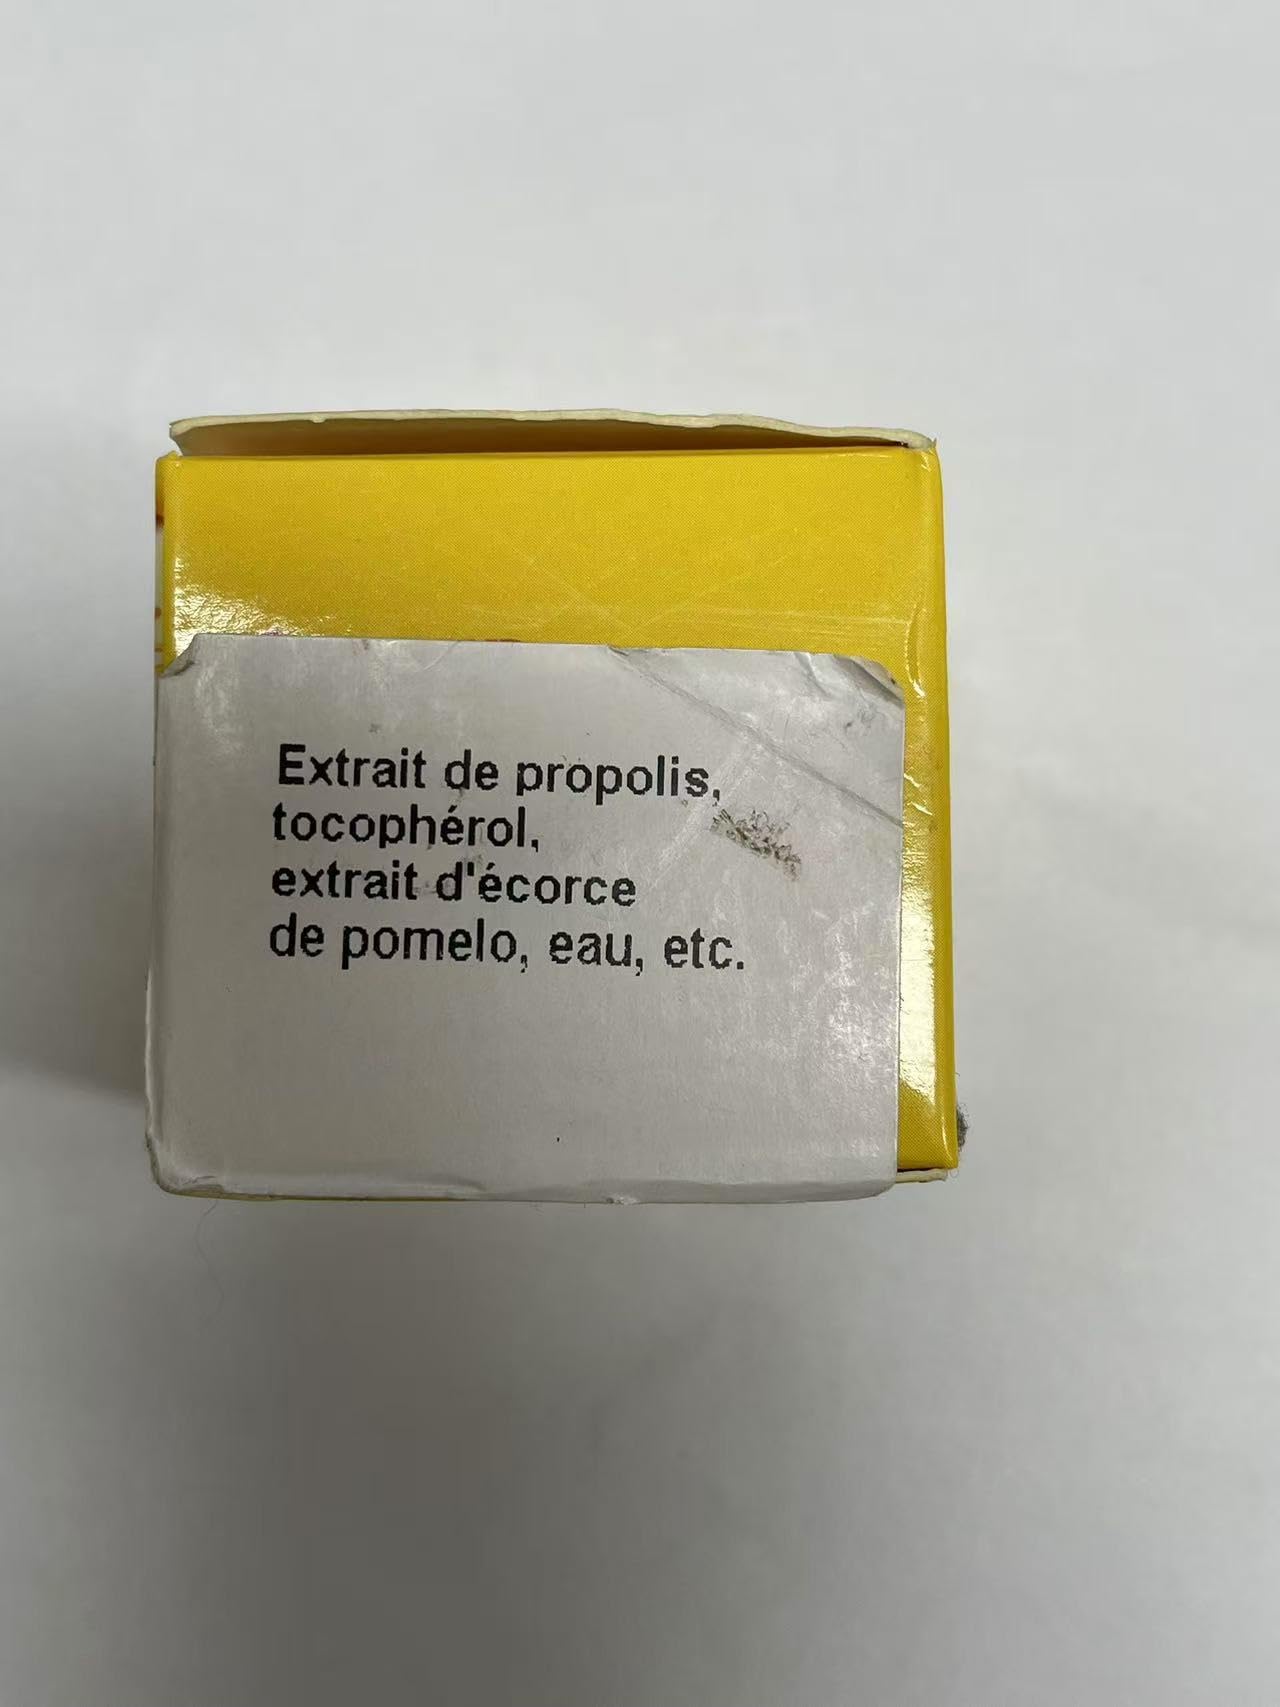 Extrait de propolis,
tocophérol,
extrait d'écorce
de pomelo, eau, etc.